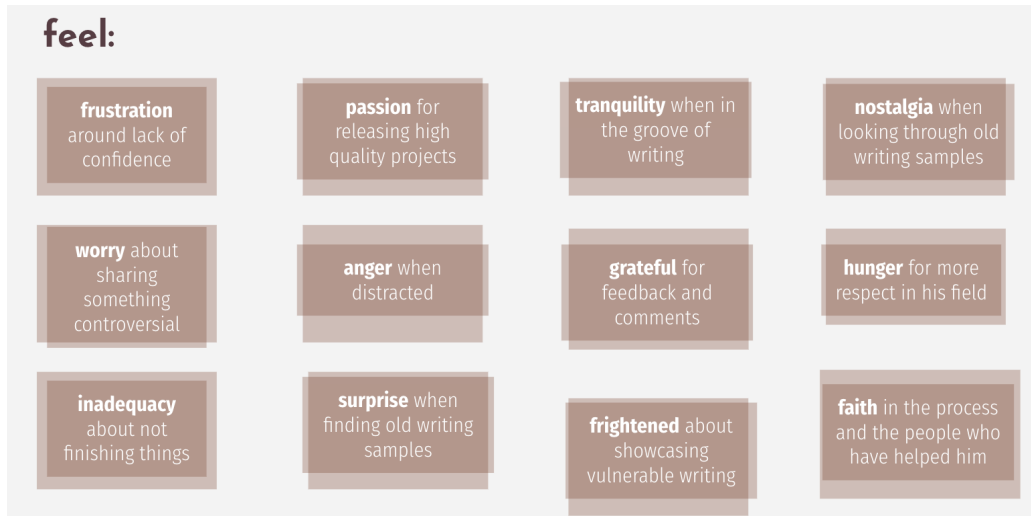 feel:
frustration
around lack of
confidence
passion for
releasing high
quality projects
tranquility when in
the groove of
writing
nostalgia when
looking through old
writing samples
worry about
sharing
something
controversial
anger when
distracted
grateful for
feedback and
comments
hunger for more
respect in his field
inadequacy
about not
finishing things
surprise when
finding old writing
samples
frightened about
showcasing
vulnerable writing
faith in the process
and the people who
have helped him